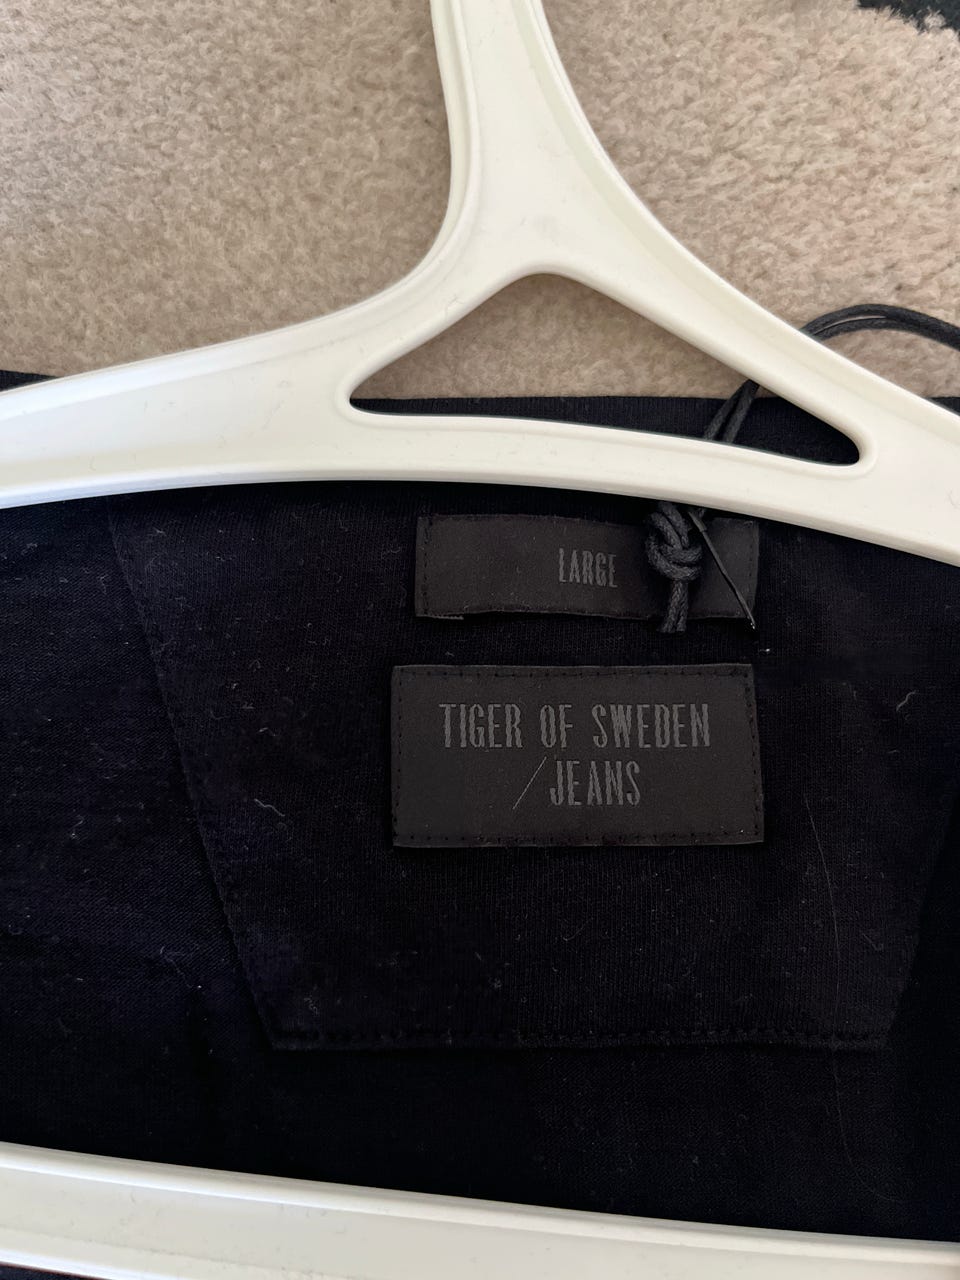 LARGE
TIGER OF SWEDEN
/JEANS